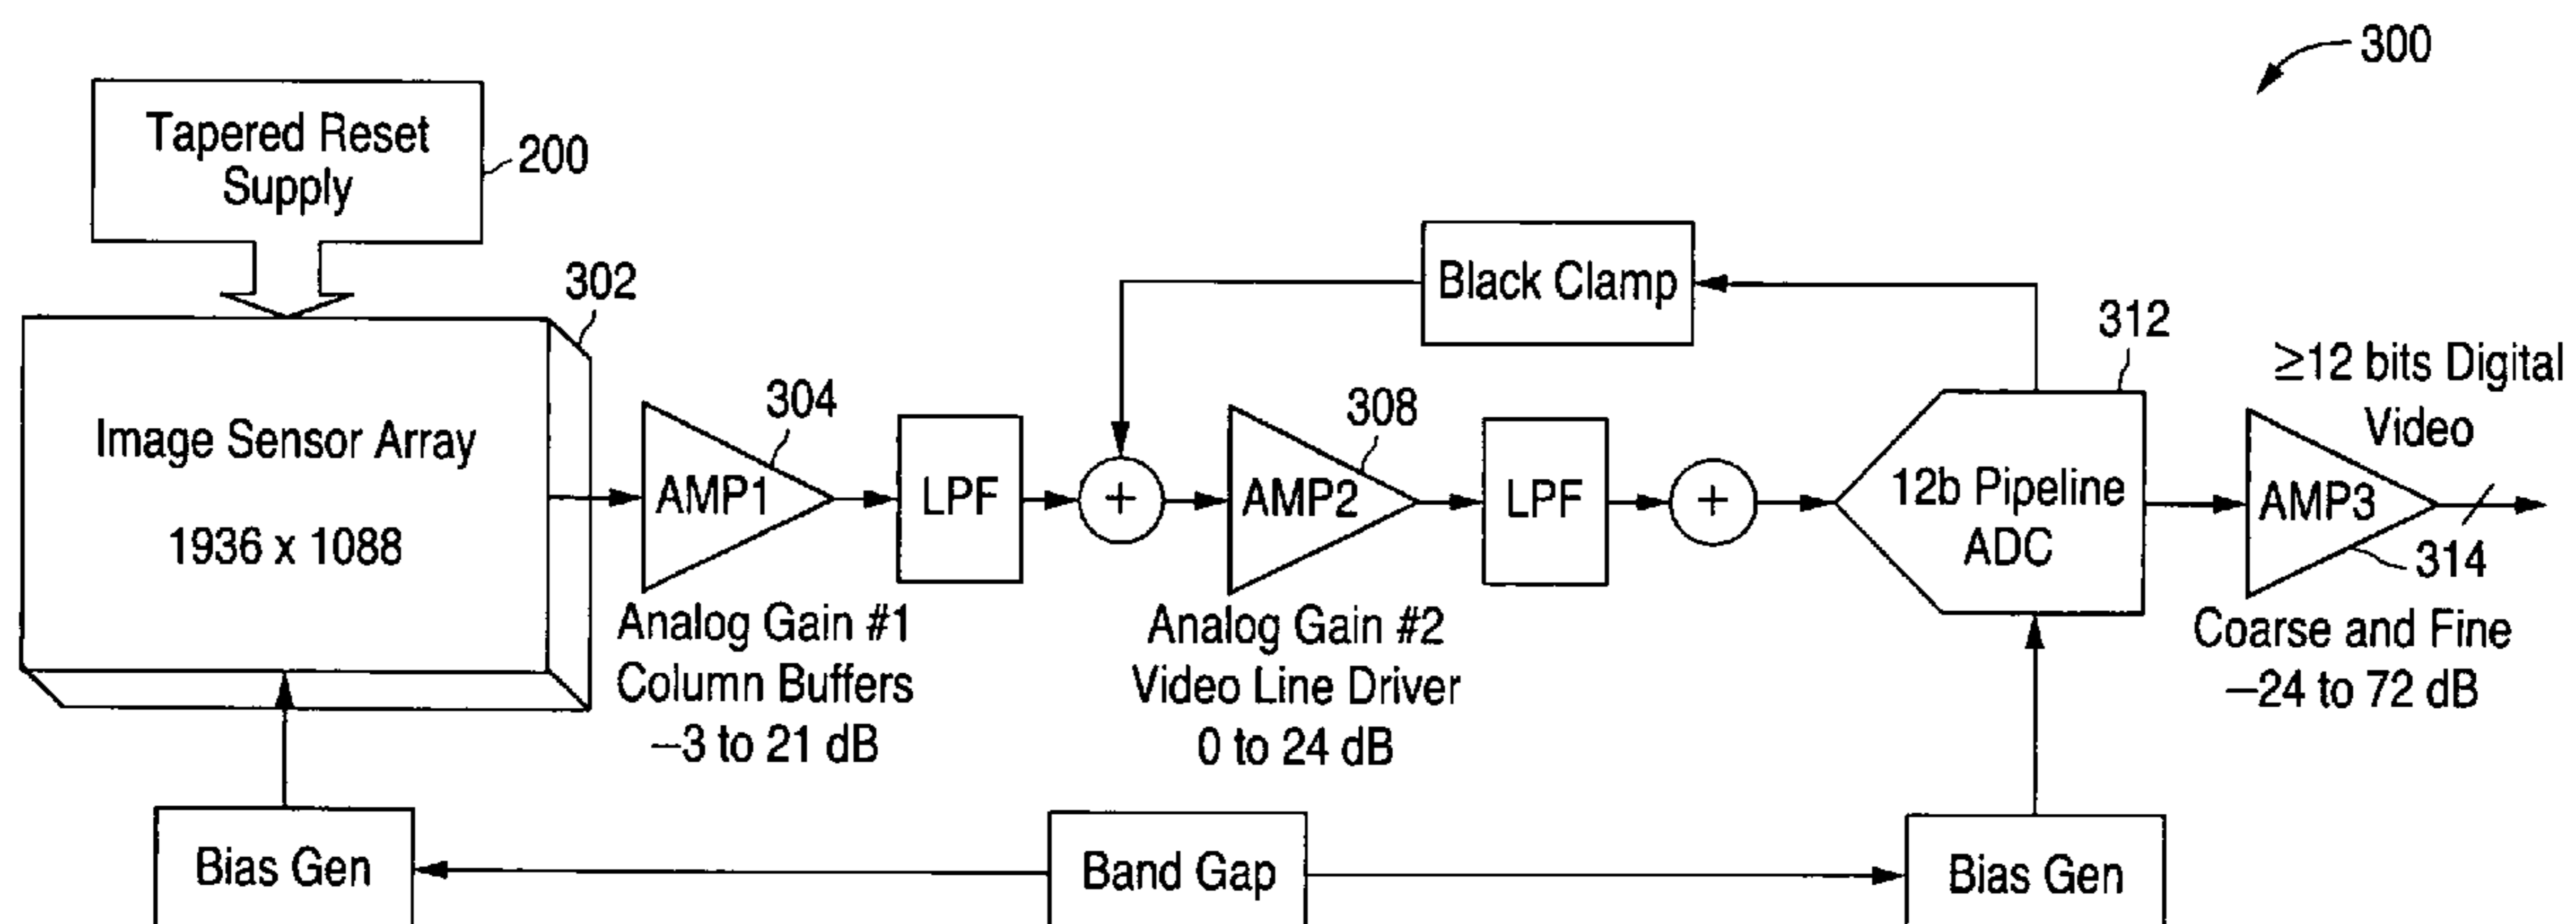 300
Tapered Reset
Supply
200
302
Image Sensor Array
1936 x 1088
304
AMP1
Analog Gain #1
Column Buffers
–3 to 21 dB
LPF
+
Black Clamp
308
AMP2
Analog Gain #2
Video Line Driver
0 to 24 dB
LPF
+
312
12b Pipeline
ADC
≥12 bits Digital
Video
AMP3
314
Coarse and Fine
–24 to 72 dB
Bias Gen
Band Gap
Bias Gen